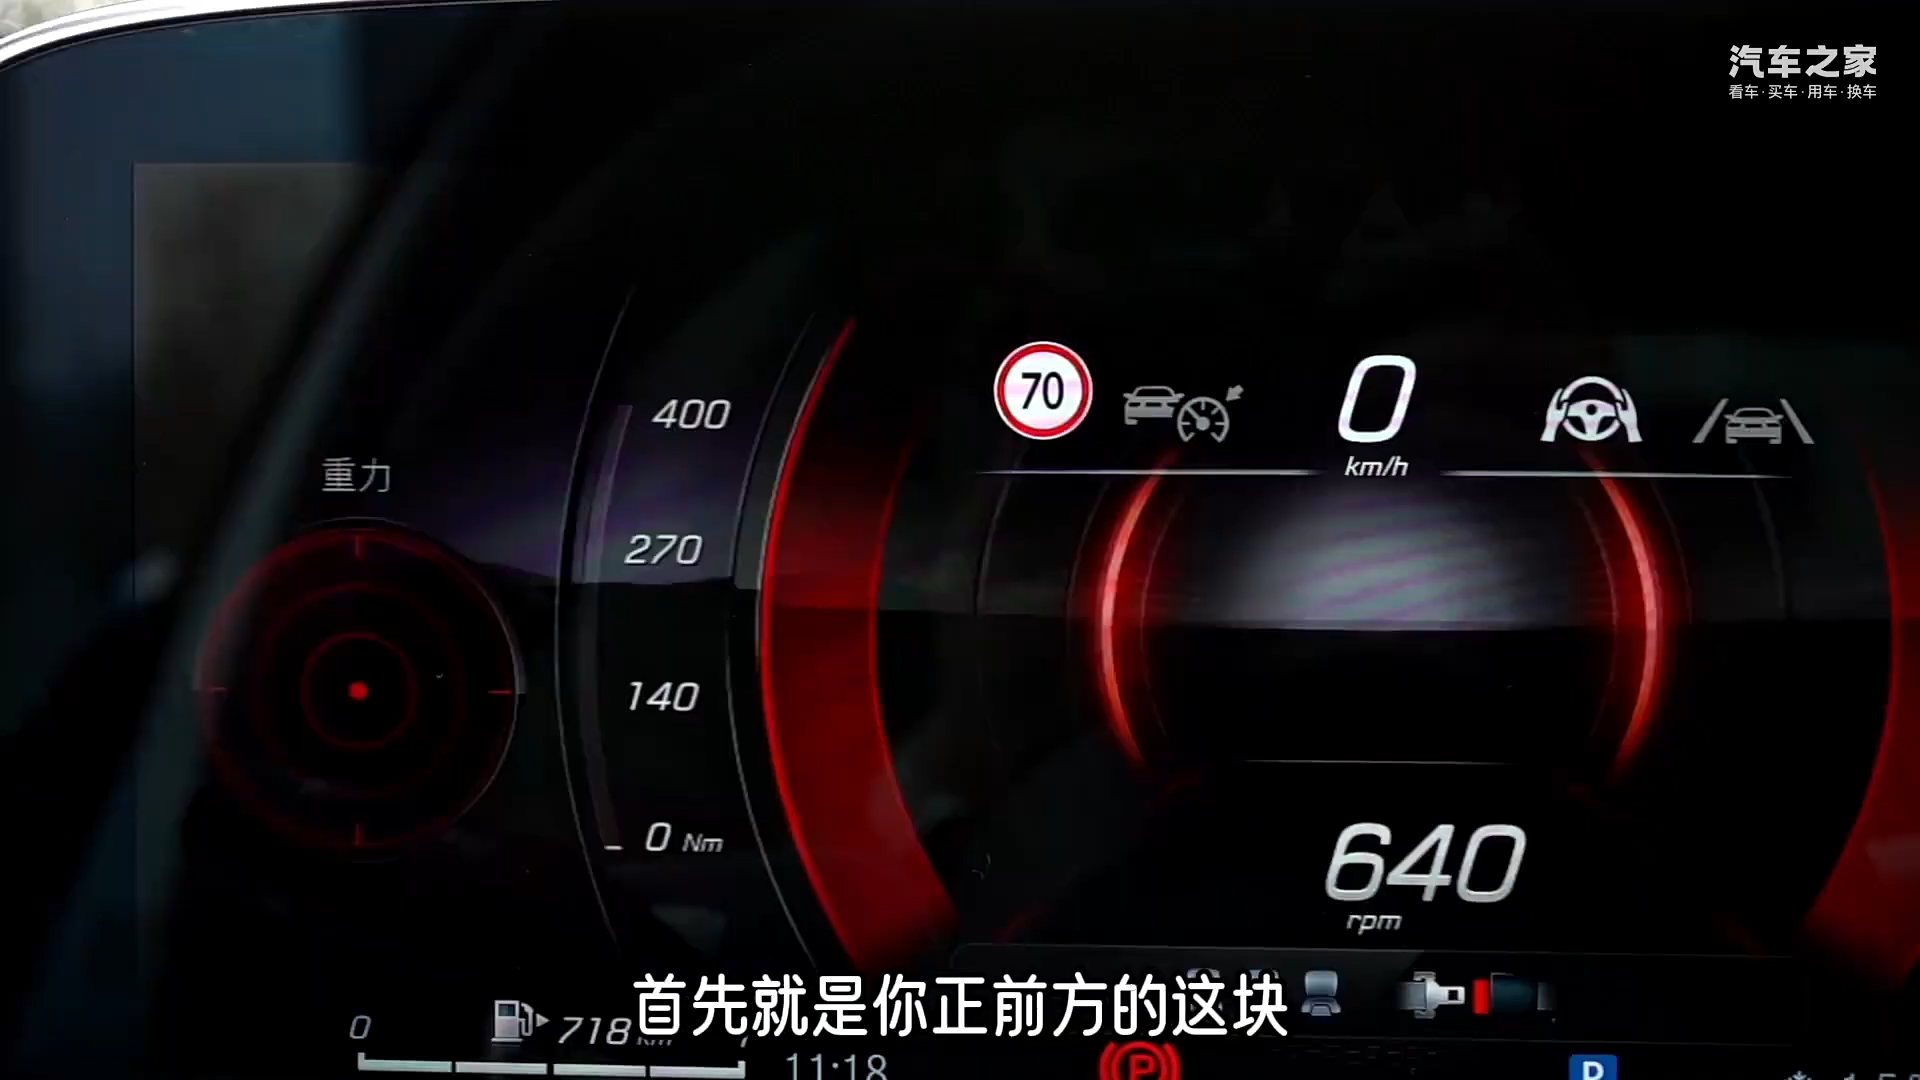 汽车之家
看车·买车·用车·换车
70
0
km/h
重力
400
270
140
0 Nm
640
rpm
首先就是你正前方的这块
0
718 km
11:18
P
P